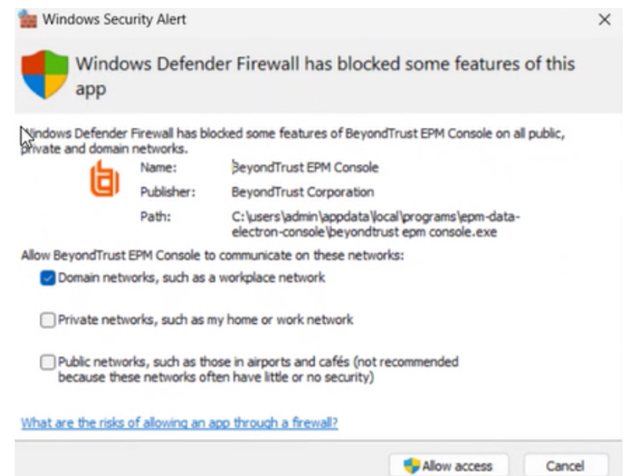 Windows Security Alert
Windows Defender Firewall has blocked some features of this
app
Windows Defender Firewall has blocked some features of BeyondTrust EPM Console on all public,
private and domain networks.
Name: BeyondTrust EPM Console
Publisher: BeyondTrust Corporation
Path: C:\users\admin\appdata\local\programs\epm-data-
electron-console\beyondtrust epm console.exe
Allow BeyondTrust EPM Console to communicate on these networks:
Domain networks, such as a workplace network
Private networks, such as my home or work network
Public networks, such as those in airports and cafés (not recommended
because these networks often have little or no security)
What are the risks of allowing an app through a firewall?
Allow access Cancel